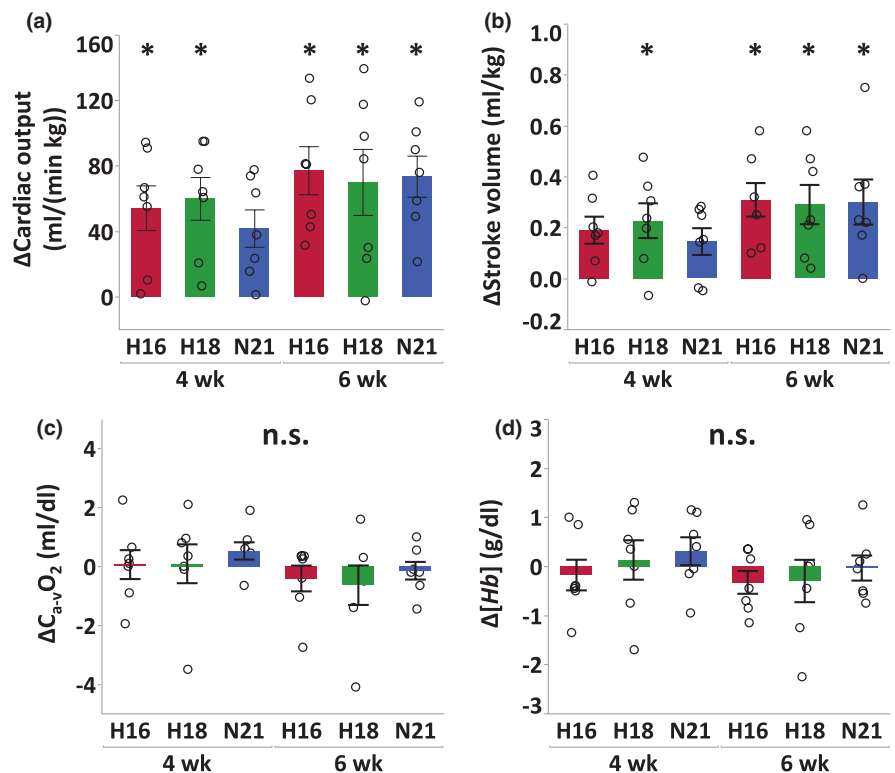 (a)
ΔCardiac output
(ml/(min kg))
160
120
80
40
0
* * * * *
H16 H18 N21 H16 H18 N21
4 wk 6 wk
(b)
ΔStroke volume (ml/kg)
1.0
0.8
0.6
0.4
0.2
0.0
-0.2
* * * *
H16 H18 N21 H16 H18 N21
4 wk 6 wk
(c)
n.s.
ΔCa-vO2 (ml/dl)
4
2
0
-2
-4
H16 H18 N21 H16 H18 N21
4 wk 6 wk
(d)
n.s.
Δ[Hb] (g/dl)
3
2
1
0
-1
-2
-3
H16 H18 N21 H16 H18 N21
4 wk 6 wk